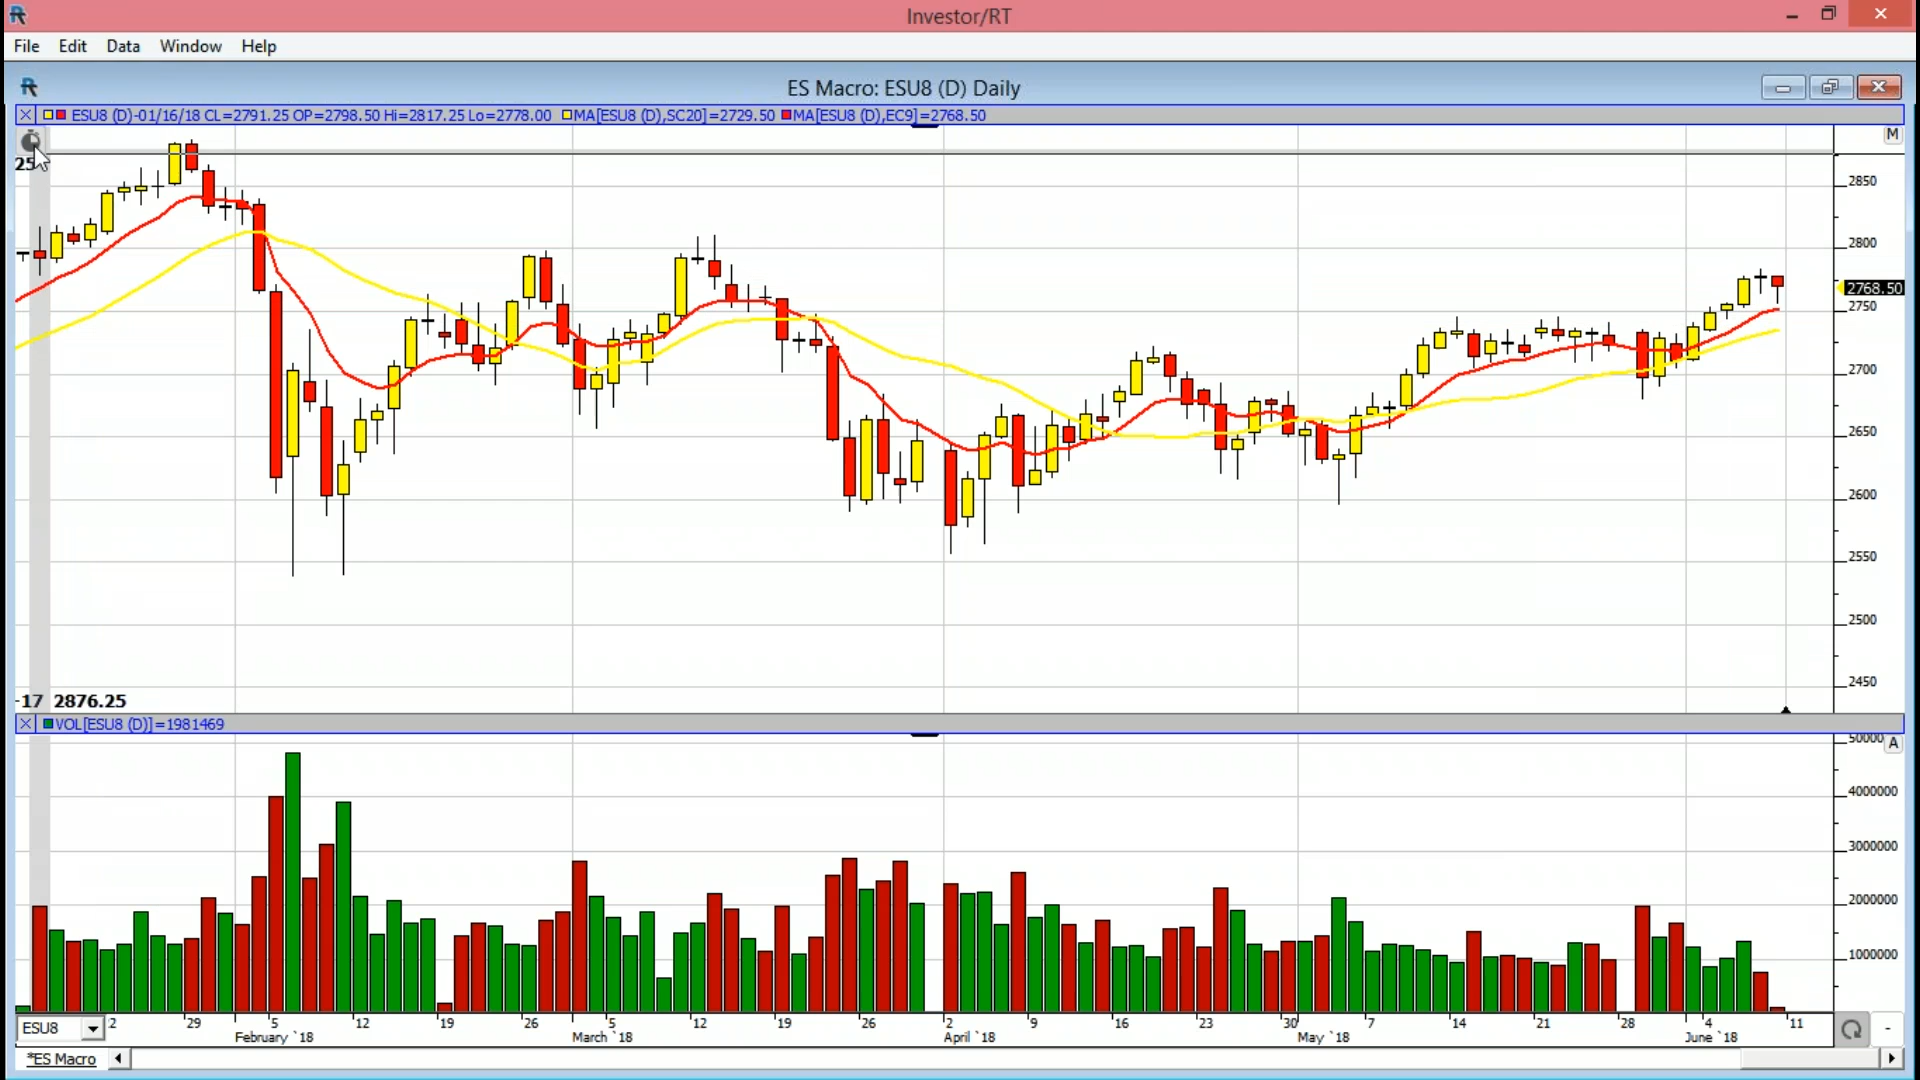 Investor/RT
File Edit Data Window Help
ES Macro: ESU8 (D) Daily
ESU8 (D)-01/16/18 CL=2791.25 OP=2798.50 Hi=2817.25 Lo=2778.00 MA[ESU8 (D),SC20]=2729.50 MA[ESU8 (D),EC9]=2768.50
M
25
2850
2800
2768.50
2750
2700
2650
2600
2550
2500
2450
-17 2876.25
VOL[ESU8 (D)]=1981469
50000
A
4000000
3000000
2000000
1000000
ESU8
2 29 5 12 19 26 5 12 19 26 2 9 16 23 30 7 14 21 28 4 11
February `18 March `18 April `18 May `18 June `18
*ES Macro